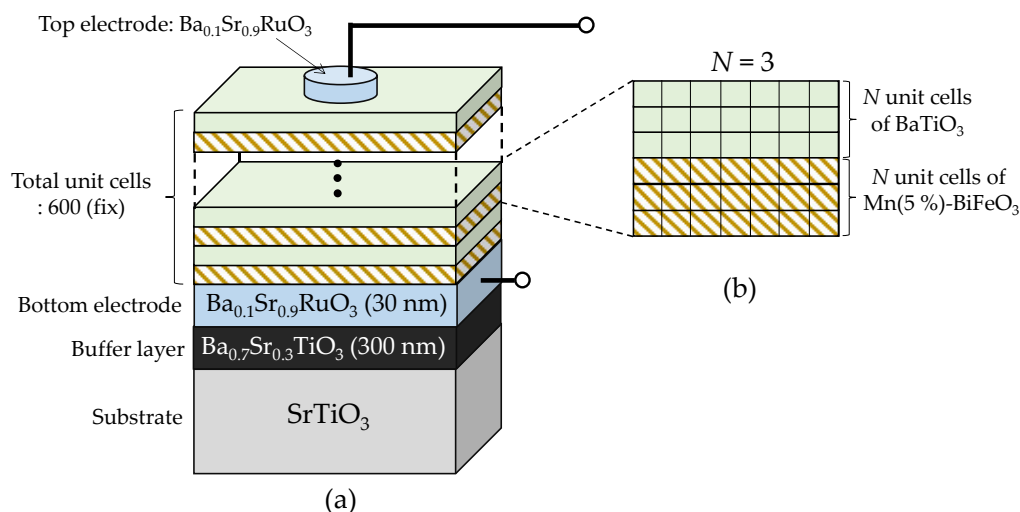 Top electrode: Ba0.1Sr0.9RuO3
N = 3
N unit cells
of BaTiO3
N unit cells of
Mn(5 %)-BiFeO3
Total unit cells
: 600 (fix)
(b)
Bottom electrode
Ba0.1Sr0.9RuO3 (30 nm)
Buffer layer
Ba0.7Sr0.3TiO3 (300 nm)
Substrate
SrTiO3
(a)